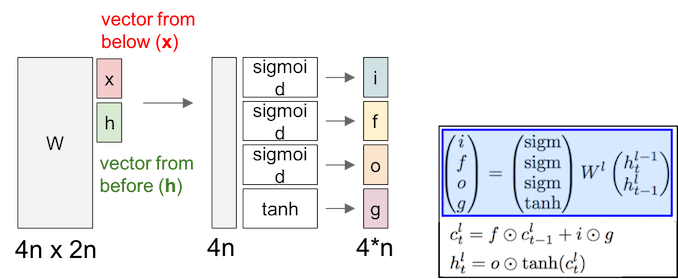 vector from
below (x)
W
x
h
vector from
before (h)
4n x 2n
sigmoi
d
sigmoi
d
sigmoi
d
tanh
4n
i
f
o
g
4*n
(i f o g) = (sigm sigm sigm tanh) W^l (h_t^{l-1} h_{t-1}^l)
c_t^l = f ⊙ c_{t-1}^l + i ⊙ g
h_t^l = o ⊙ tanh(c_t^l)